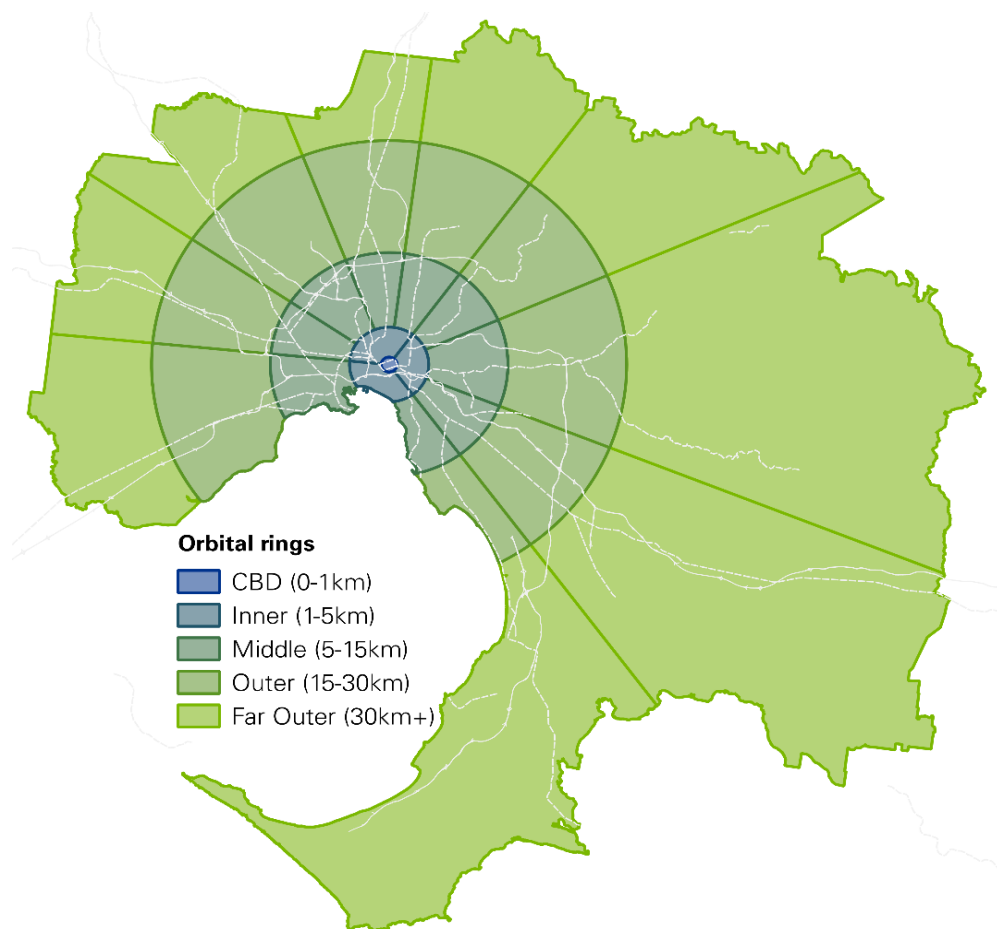 Orbital rings
CBD (0-1km)
Inner (1-5km)
Middle (5-15km)
Outer (15-30km)
Far Outer (30km+)